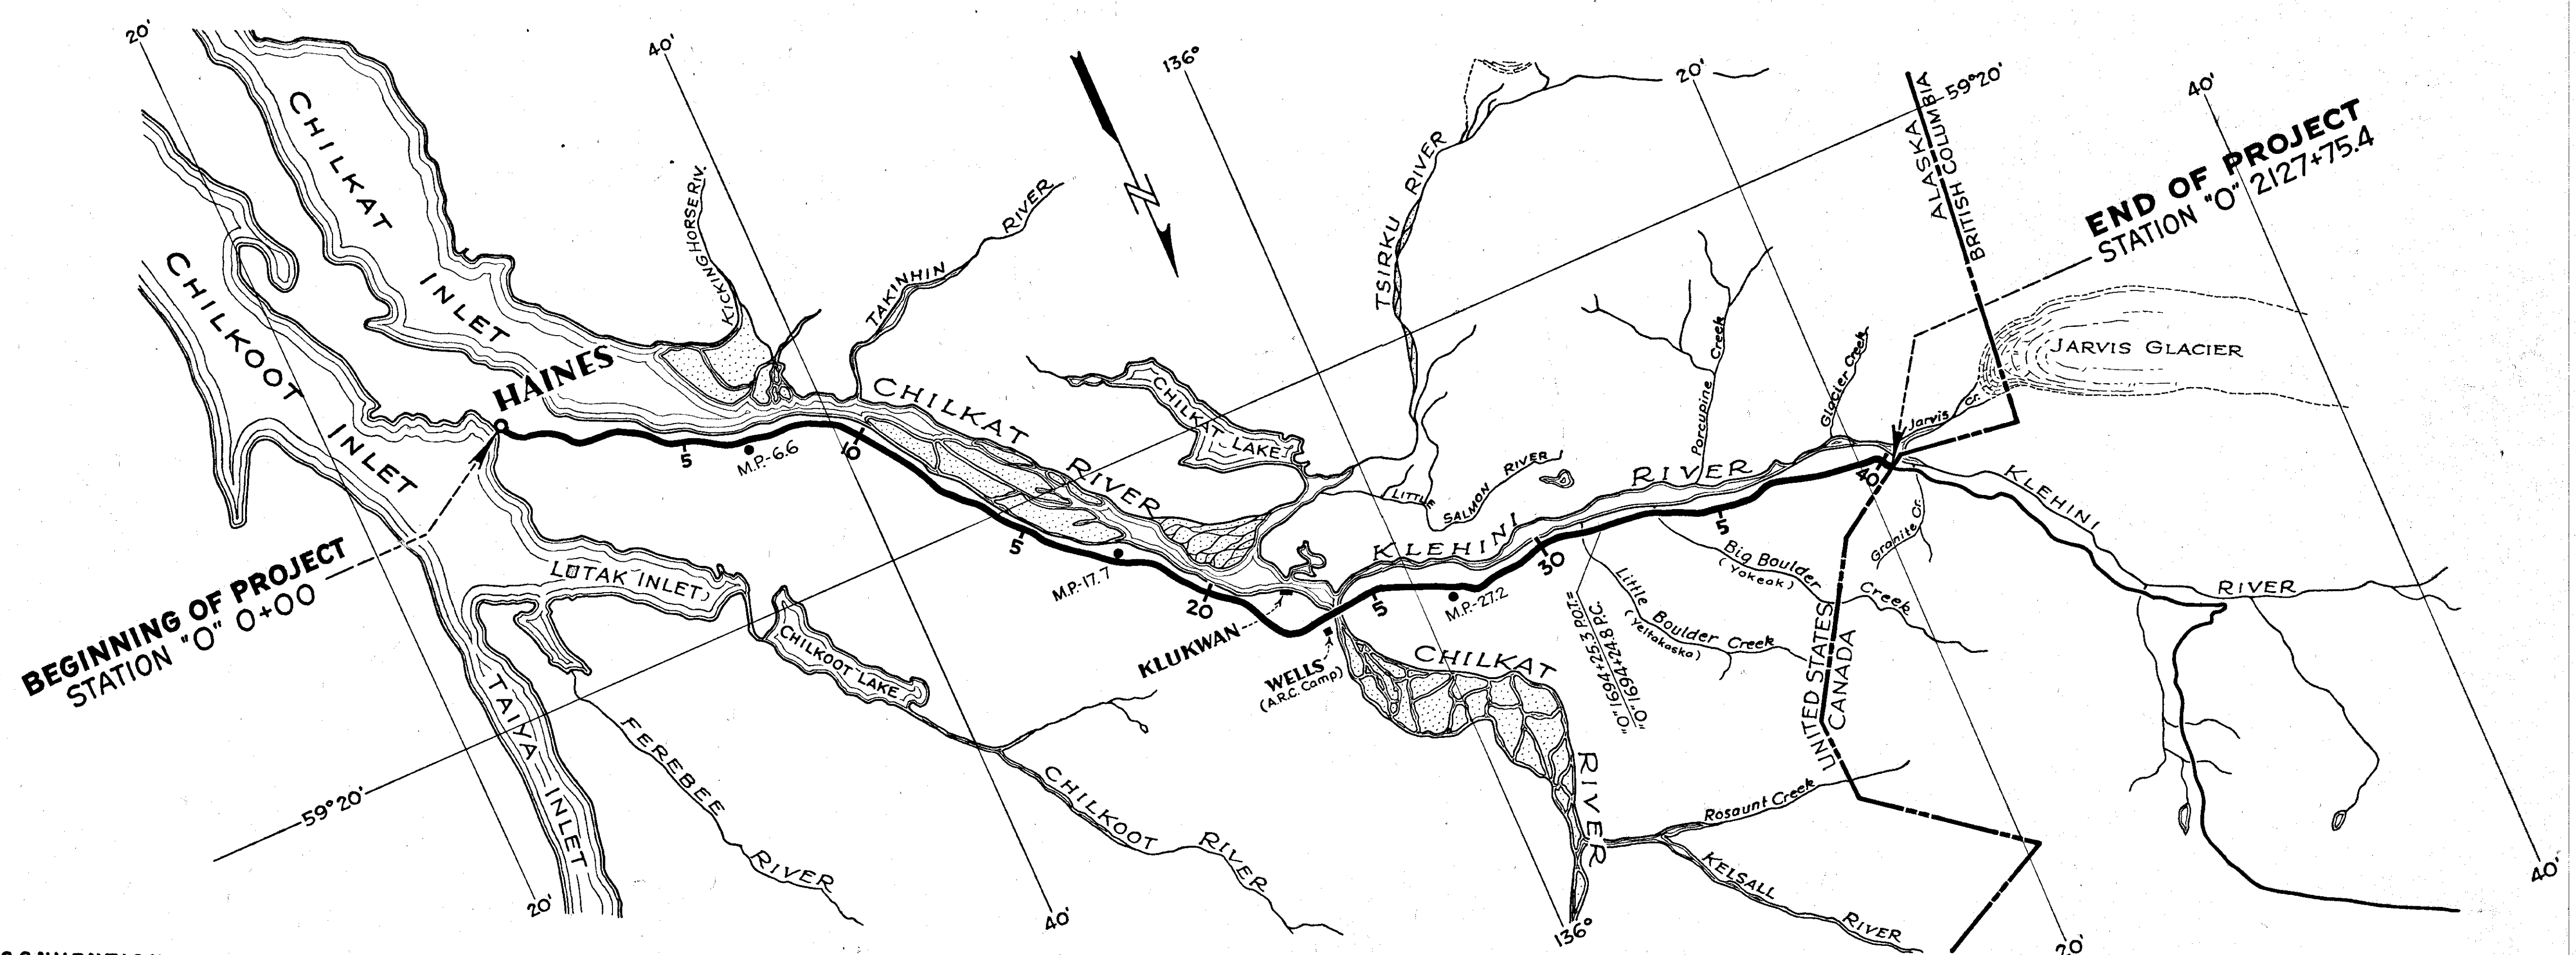 20'
40'
136°
20'
59°20'
40'
CHILKAT
INLET
CHILKOOT
INLET
KICKINGHORSE RIV.
TAKINHIN
RIVER
TSIRKU
RIVER
ALASKA
BRITISH COLUMBIA
END OF PROJECT
STATION "O" 2127+75.4
JARVIS GLACIER
Jarvis Cr.
HAINES
5
M.P.-6.6
10
CHILKAT
RIVER
CHILKAT LAKE
LITTLE
SALMON
RIVER
Porcupine Creek
Glacier Creek
KLEHINI
RIVER
40
KLEHINI
RIVER
Granite Cr.
5
M.P.-17.7
20
5
M.P.-27.2
30
5
Big Boulder
(Yokeak)
Creek
Little
Boulder Creek
(Yeltakaska)
"O" 1694+25.3 P.O.T.=
"O" 1694+24.8 P.C.
BEGINNING OF PROJECT
STATION "O" 0+00
LUTAK INLET
CHILKOOT LAKE
KLUKWAN
WELLS
(A.R.C. Camp)
CHILKAT
RIVER
UNITED STATES
CANADA
TAIYA INLET
FEREBEE
RIVER
CHILKOOT
RIVER
Rosaunt Creek
KELSALL
RIVER
59°20'
20'
40'
136°
20'
40'